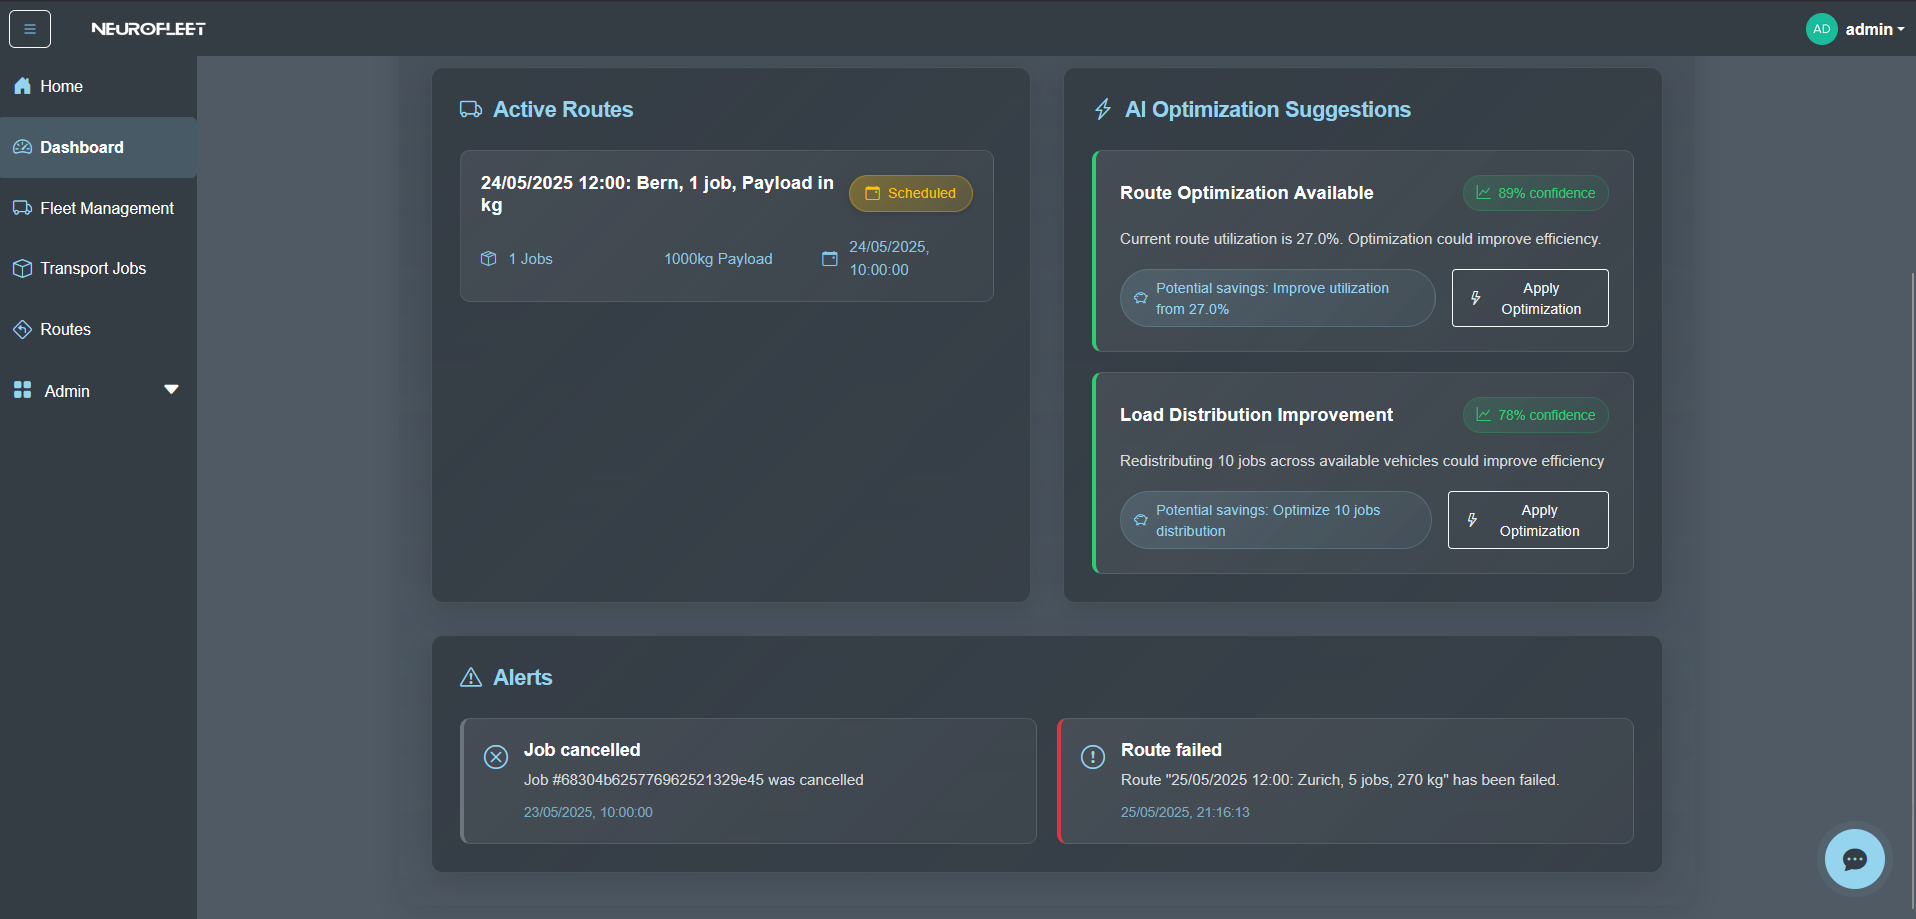 NEUROFLEET
AD admin
Home
Dashboard
Fleet Management
Transport Jobs
Routes
Admin
Active Routes
24/05/2025 12:00: Bern, 1 job, Payload in
kg
Scheduled
1 Jobs
1000kg Payload
24/05/2025,
10:00:00
AI Optimization Suggestions
Route Optimization Available
89% confidence
Current route utilization is 27.0%. Optimization could improve efficiency.
Potential savings: Improve utilization
from 27.0%
Apply
Optimization
Load Distribution Improvement
78% confidence
Redistributing 10 jobs across available vehicles could improve efficiency
Potential savings: Optimize 10 jobs
distribution
Apply
Optimization
Alerts
Job cancelled
Job #68304b625776962521329e45 was cancelled
23/05/2025, 10:00:00
Route failed
Route "25/05/2025 12:00: Zurich, 5 jobs, 270 kg" has been failed.
25/05/2025, 21:16:13